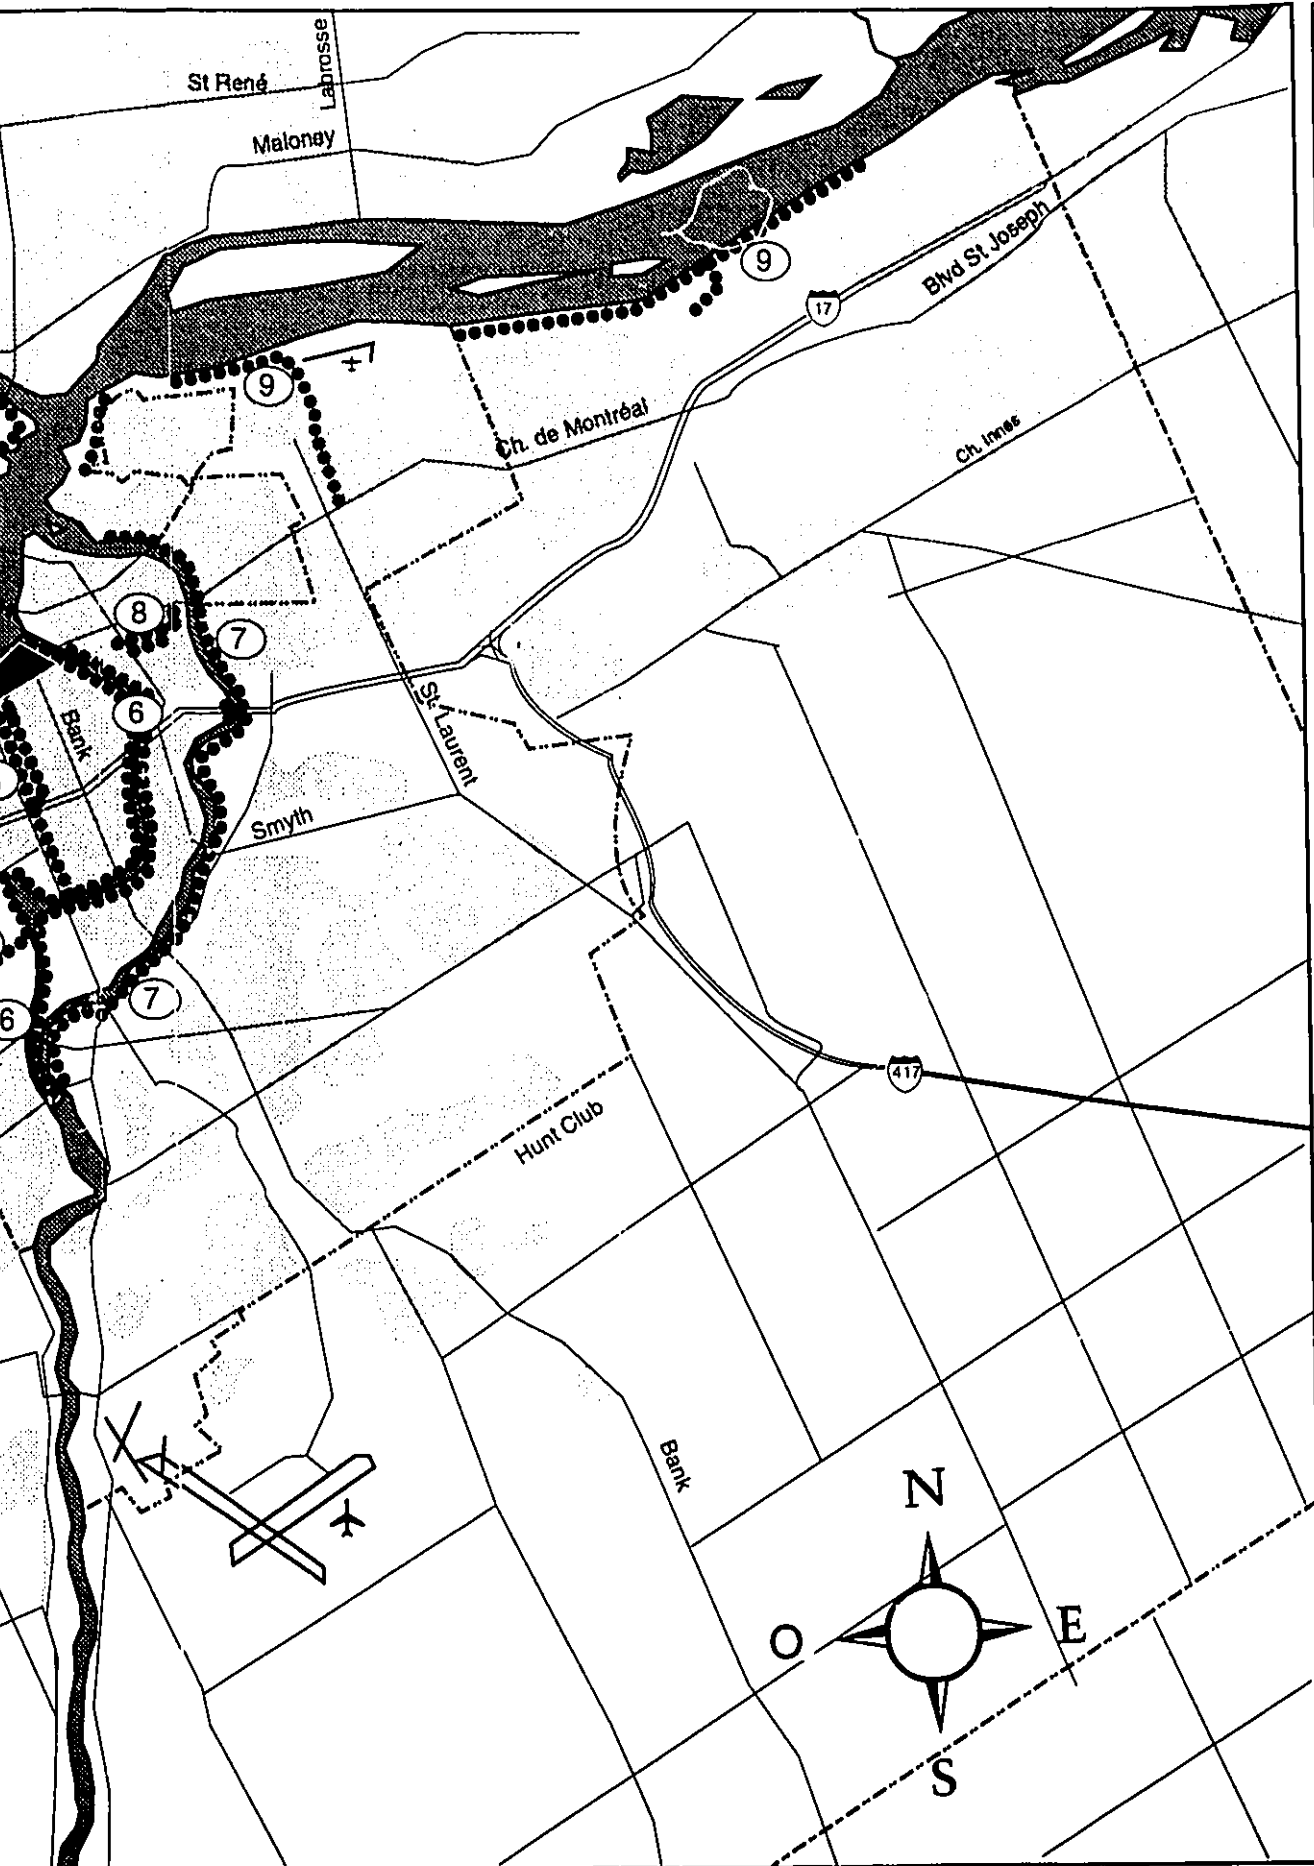 Labrosse
St René
Maloney
9
Blvd St Joseph
17
9
Ch. de Montréal
Ch. Innes
8
7
6
Bank
St. Laurent
Smyth
7
6
417
Hunt Club
Bank
N
O
E
S